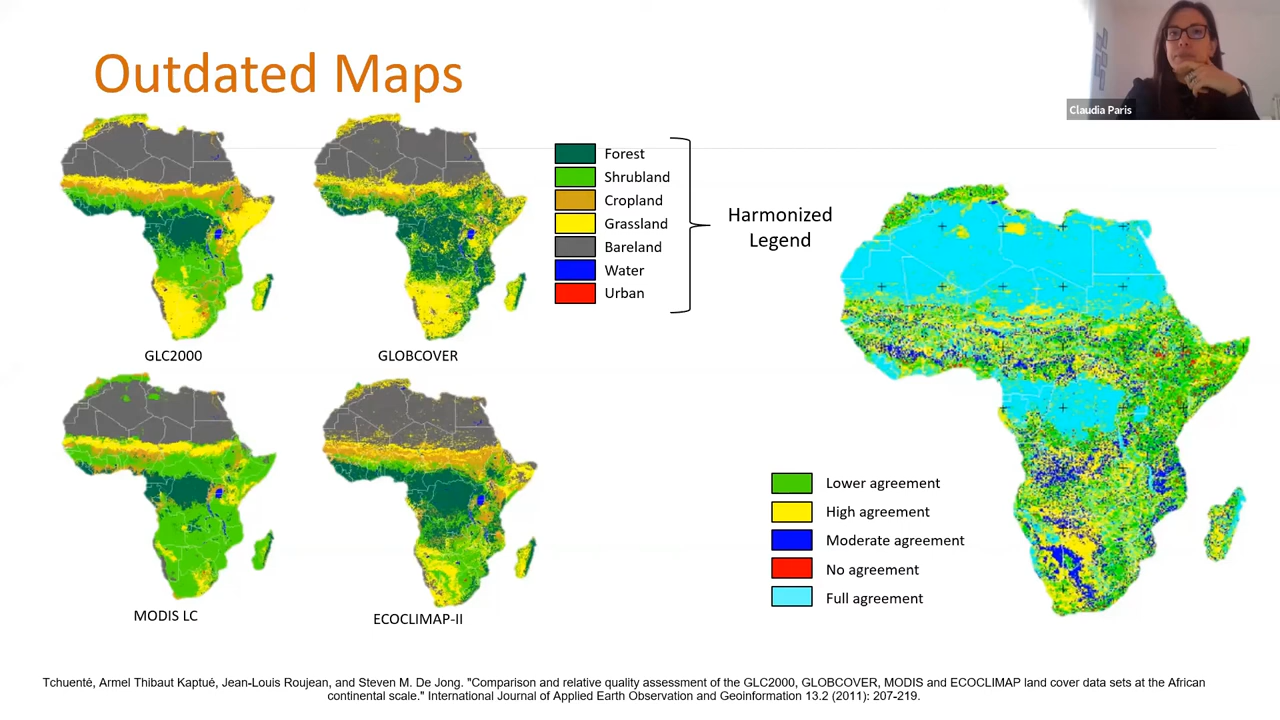 Outdated Maps
Claudia Paris
GLC2000
GLOBCOVER
Forest
Shrubland
Cropland
Grassland
Bareland
Water
Urban
Harmonized
Legend
MODIS LC
ECOCLIMAP-II
Lower agreement
High agreement
Moderate agreement
No agreement
Full agreement
Tchuenté, Armel Thibaut Kaptué, Jean-Louis Roujean, and Steven M. De Jong. "Comparison and relative quality assessment of the GLC2000, GLOBCOVER, MODIS and ECOCLIMAP land cover data sets at the African
continental scale." International Journal of Applied Earth Observation and Geoinformation 13.2 (2011): 207-219.